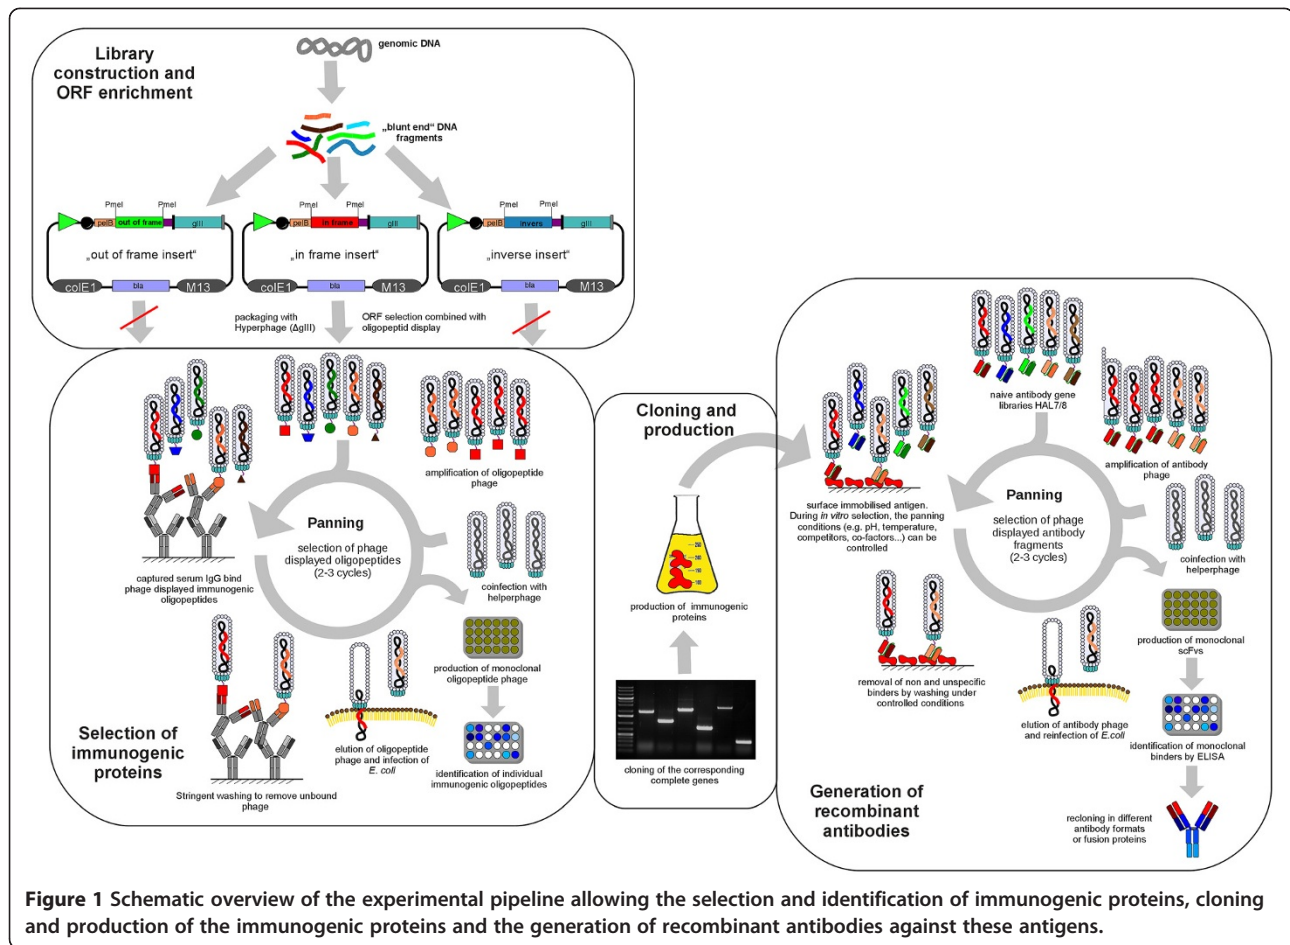 Library
construction and
ORF enrichment
genomic DNA
„blunt end“ DNA
fragments
PmeI
PmeI
pelB
out of frame
gIII
„out of frame insert“
colE1
bla
M13
PmeI
PmeI
pelB
in frame
gIII
„in frame insert“
colE1
bla
M13
PmeI
PmeI
pelB
invers
gIII
„inverse insert“
colE1
bla
M13
packaging with
Hyperphage (ΔgIII)
ORF selection combined with
oligopeptid display
amplification of oligopeptide
phage
Panning
selection of phage
displayed oligopeptides
(2-3 cycles)
captured serum IgG bind
phage displayed immunogenic
oligopeptides
coinfection with
helperphage
production of monoclonal
oligopeptide phage
Selection of
immunogenic
proteins
Stringent washing to remove unbound
phage
elution of oligopeptide
phage and infection of
E. coli
identification of individual
immunogenic oligopeptides
Cloning and
production
production of immunogenic
proteins
cloning of the corresponding
complete genes
naive antibody gene
libraries HAL7/8
amplification of antibody
phage
surface immobilised antigen.
During in vitro selection, the panning
conditions (e.g. pH, temperature,
competitors, co-factors...) can be
controlled
Panning
selection of phage
displayed antibody
fragments
(2-3 cycles)
coinfection with
helperphage
production of monoclonal
scFvs
removal of non and unspecific
binders by washing under
controlled conditions
elution of antibody phage
and reinfection of E.coli
identification of monoclonal
binders by ELISA
Generation of
recombinant
antibodies
recloning in different
antibody formats
or fusion proteins
Figure 1 Schematic overview of the experimental pipeline allowing the selection and identification of immunogenic proteins, cloning
and production of the immunogenic proteins and the generation of recombinant antibodies against these antigens.